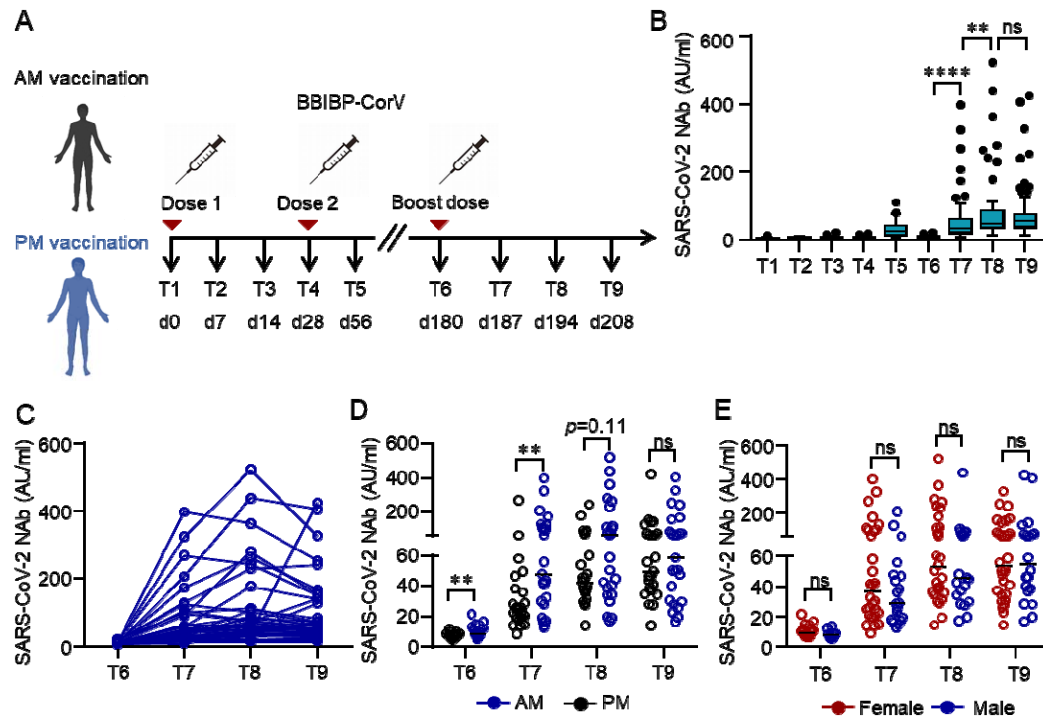 A
AM vaccination
PM vaccination
BBIBP-CorV
Dose 1
Dose 2
Boost dose
T1 T2 T3 T4 T5 T6 T7 T8 T9
d0 d7 d14 d28 d56 d180 d187 d194 d208
B
SARS-CoV-2 NAb (AU/ml)
600
400
200
0
**** ** ns
T1 T2 T3 T4 T5 T6 T7 T8 T9
C
SARS-CoV-2 NAb (AU/ml)
600
400
200
0
T6 T7 T8 T9
D
SARS-CoV-2 NAb (AU/ml)
600
400
200
60
40
20
0
** ** p=0.11 ns
T6 T7 T8 T9
AM PM
E
SARS-CoV-2 NAb (AU/ml)
600
400
200
60
40
20
0
ns ns ns ns
T6 T7 T8 T9
Female Male